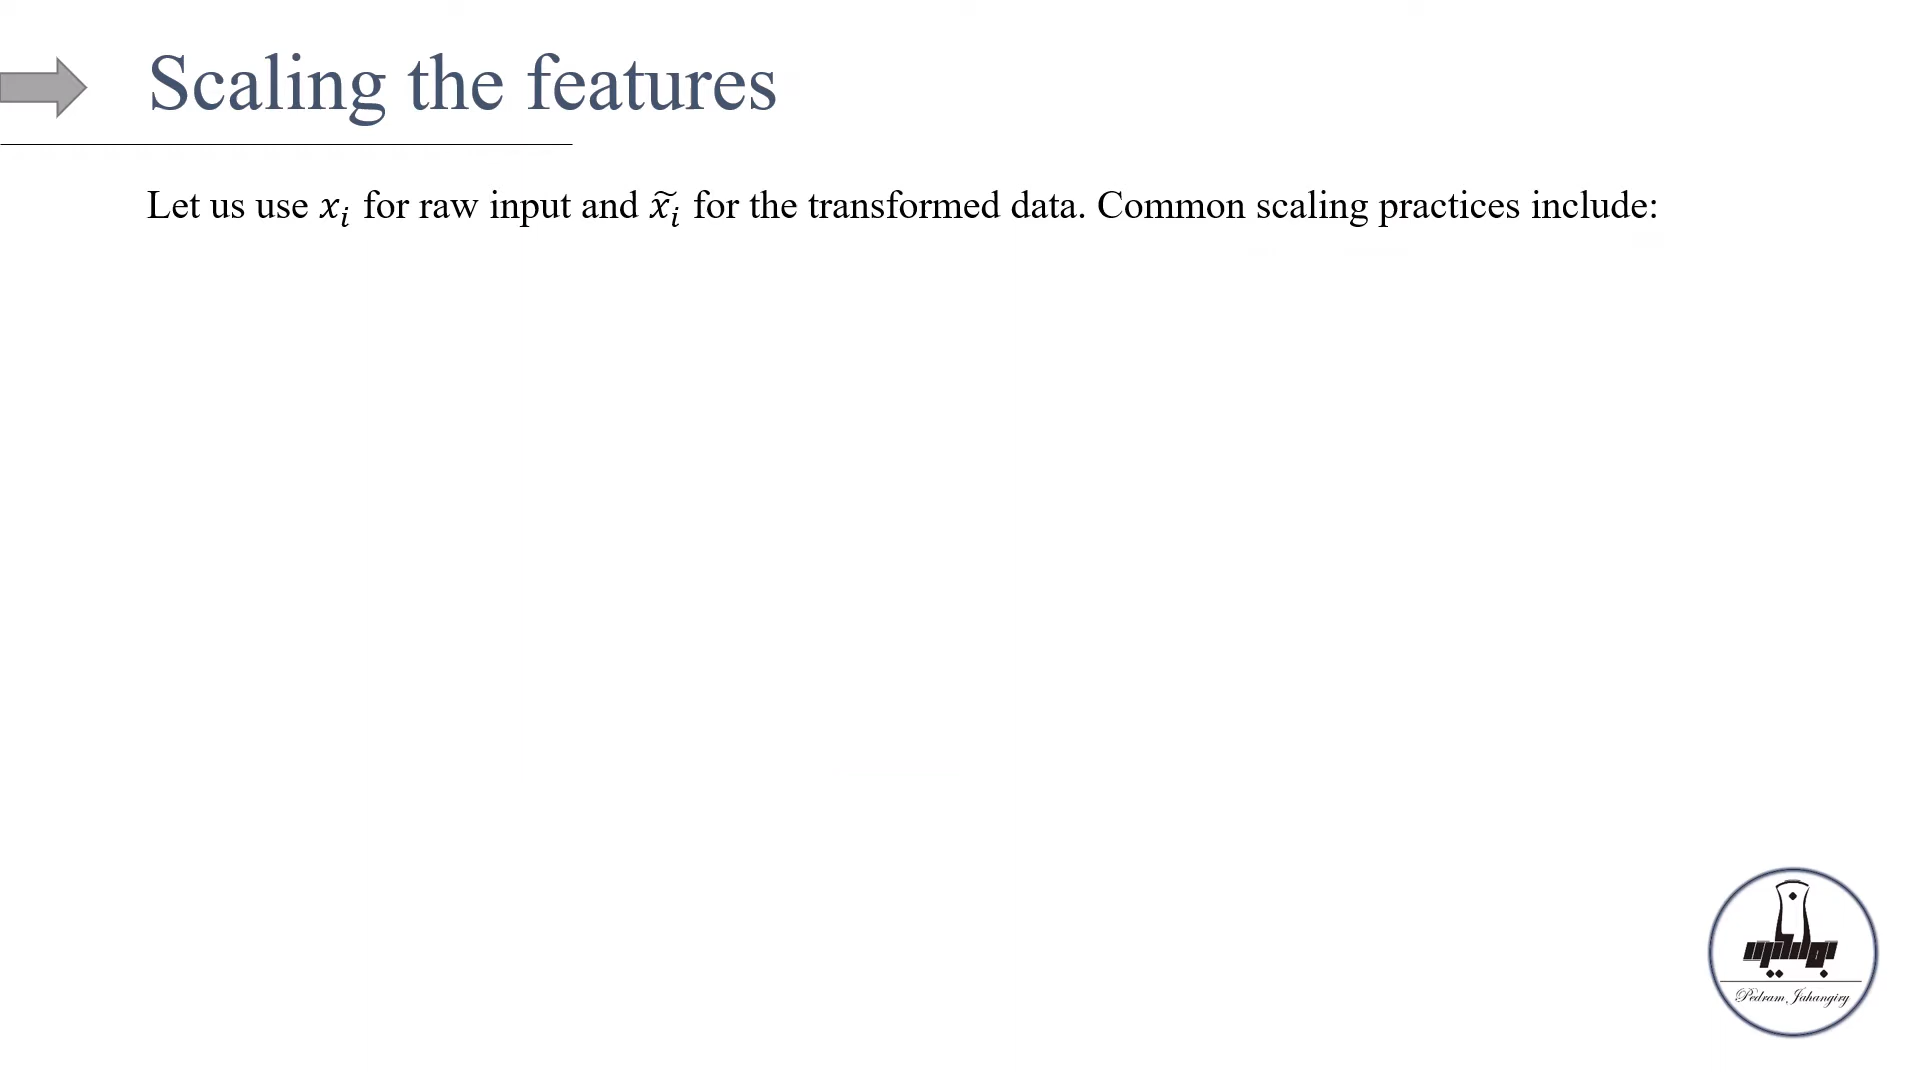 Scaling the features
Let us use xᵢ for raw input and x̃ᵢ for the transformed data. Common scaling practices include:
Pedram Jahangiry